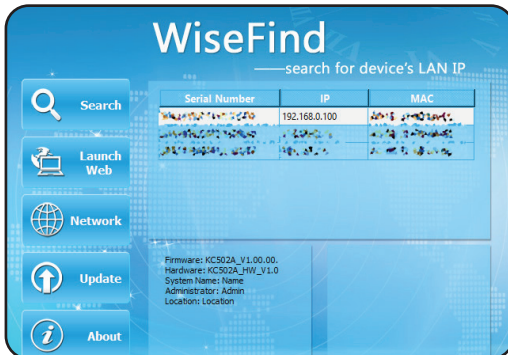 WiseFind
——search for device's LAN IP
Search
Launch
Web
Network
Update
About
Serial Number IP MAC
192.168.0.100
Firmware: KC502A_V1.00.00.
Hardware: KC502A_HW_V1.0
System Name: Name
Administrator: Admin
Location: Location